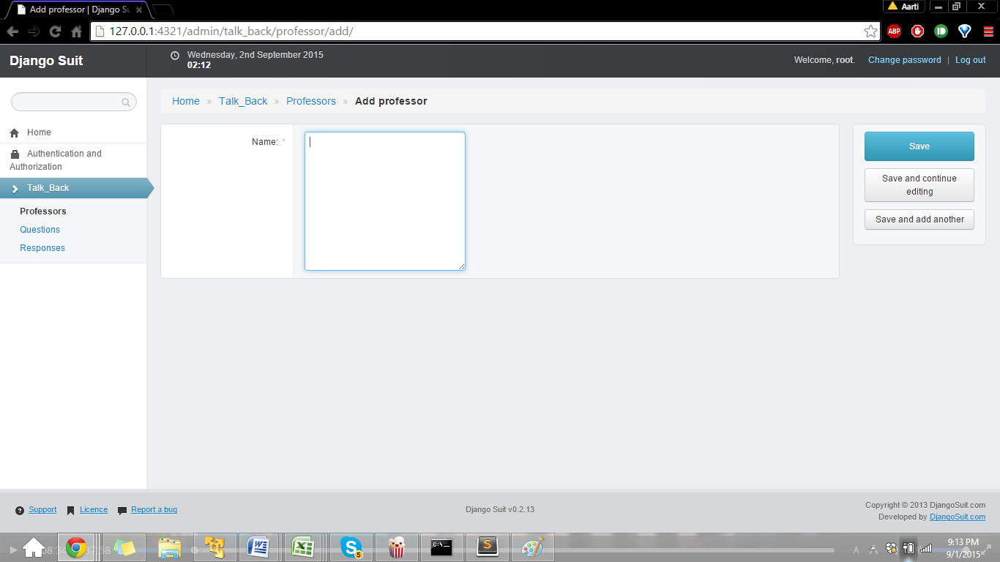 Add professor | Django Su
Aarti
127.0.0.1:4321/admin/talk_back/professor/add/
ABP
Django Suit
Wednesday, 2nd September 2015
02:12
Welcome, root.
Change password | Log out
Home » Talk_Back » Professors » Add professor
Home
Authentication and
Authorization
Talk_Back
Professors
Questions
Responses
Name: *
Save
Save and continue
editing
Save and add another
Support
Licence
Report a bug
Django Suit v0.2.13
Copyright © 2013 DjangoSuit.com
Developed by DjangoSuit.com
5
C:\_
S
A
9:13 PM
9/1/2015